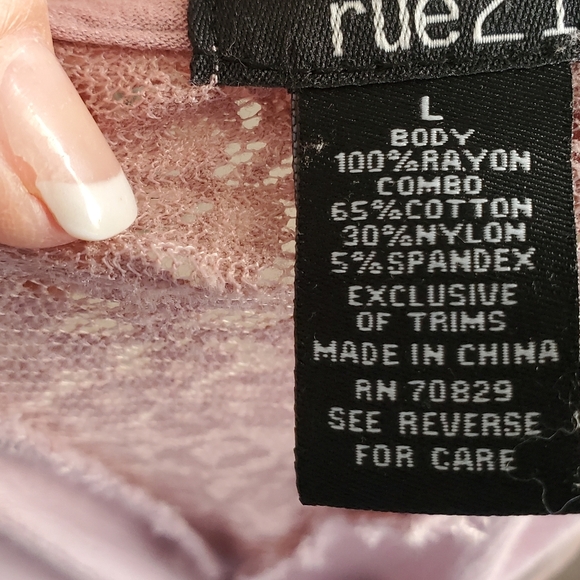 rue21
L
BODY
100%RAYON
COMBO
65%COTTON
30%NYLON
5%SPANDEX
EXCLUSIVE
OF TRIMS
MADE IN CHINA
RN 70829
SEE REVERSE
FOR CARE